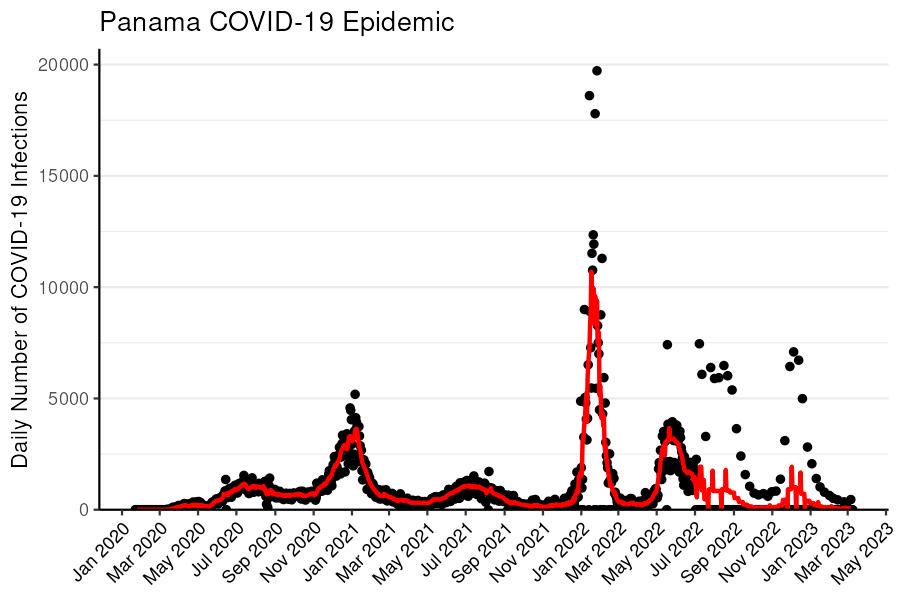 Panama COVID-19 Epidemic
Daily Number of COVID-19 Infections
20000
15000
10000
5000
0
Jan 2020
Mar 2020
May 2020
Jul 2020
Sep 2020
Nov 2020
Jan 2021
Mar 2021
May 2021
Jul 2021
Sep 2021
Nov 2021
Jan 2022
Mar 2022
May 2022
Jul 2022
Sep 2022
Nov 2022
Jan 2023
Mar 2023
May 2023